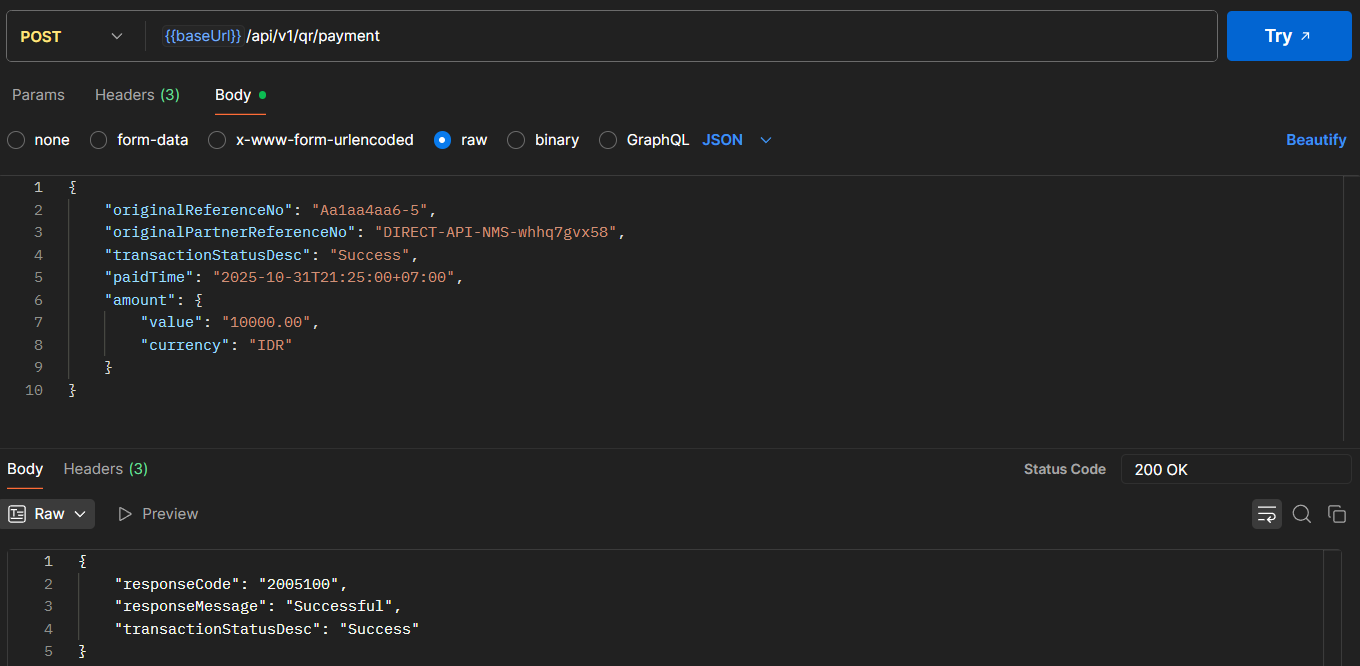 POST {{baseUrl}} /api/v1/qr/payment Try ↗
Params Headers (3) Body
none form-data x-www-form-urlencoded raw binary GraphQL JSON Beautify
1 {
2 "originalReferenceNo": "Aa1aa4aa6-5",
3 "originalPartnerReferenceNo": "DIRECT-API-NMS-whhq7gvx58",
4 "transactionStatusDesc": "Success",
5 "paidTime": "2025-10-31T21:25:00+07:00",
6 "amount": {
7 "value": "10000.00",
8 "currency": "IDR"
9 }
10 }
Body Headers (3) Status Code 200 OK
Raw Preview
1 {
2 "responseCode": "2005100",
3 "responseMessage": "Successful",
4 "transactionStatusDesc": "Success"
5 }